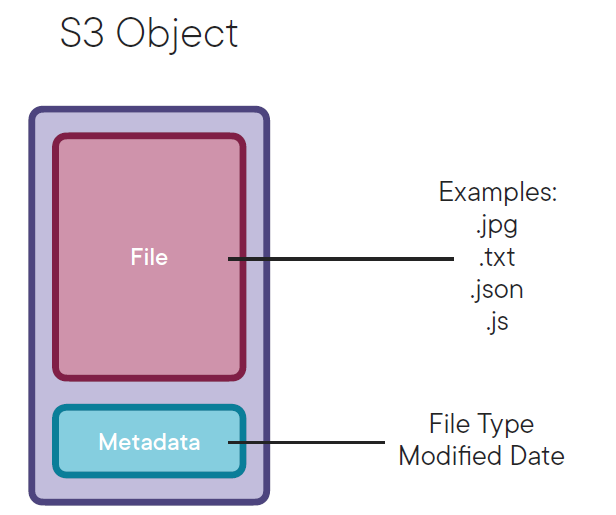 S3 Object
File
Examples:
.jpg
.txt
.json
.js
Metadata
File Type
Modified Date